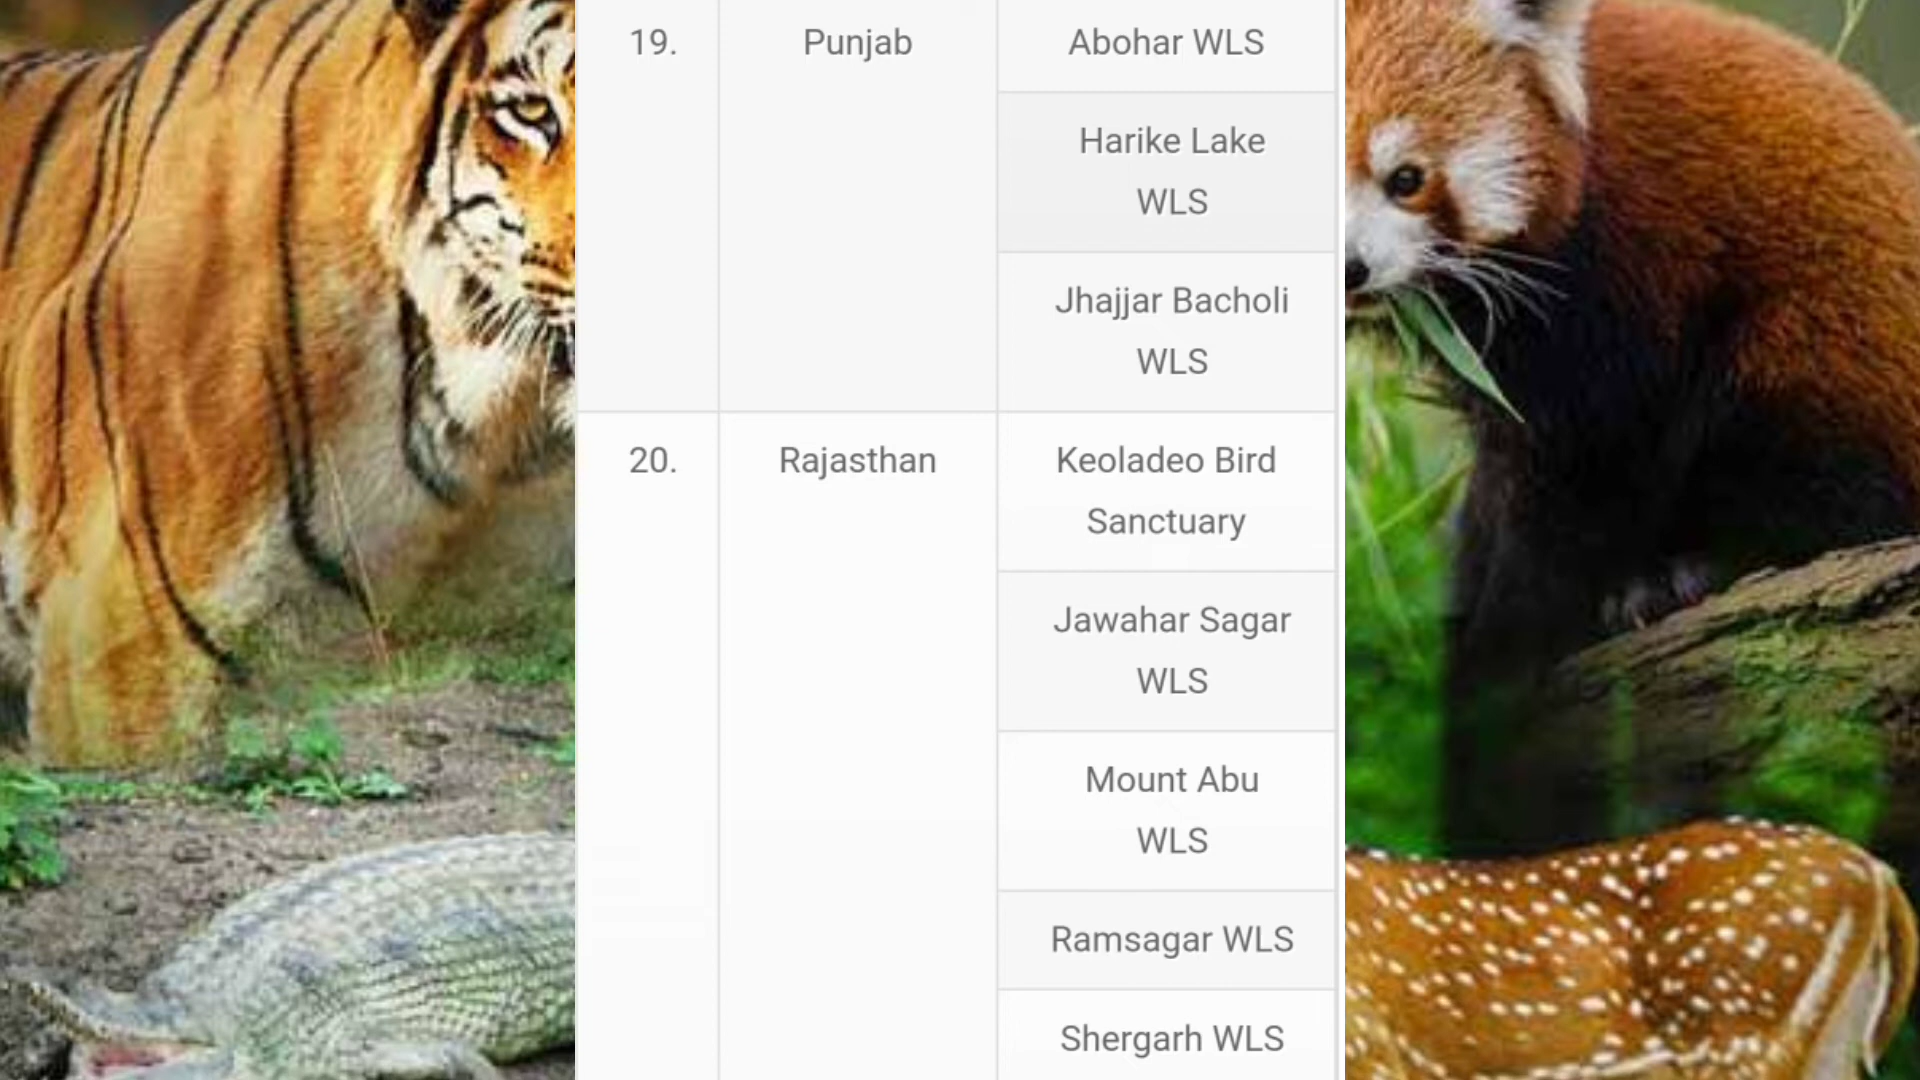 19.
Punjab
Abohar WLS
Harike Lake
WLS
Jhajjar Bacholi
WLS
20.
Rajasthan
Keoladeo Bird
Sanctuary
Jawahar Sagar
WLS
Mount Abu
WLS
Ramsagar WLS
Shergarh WLS